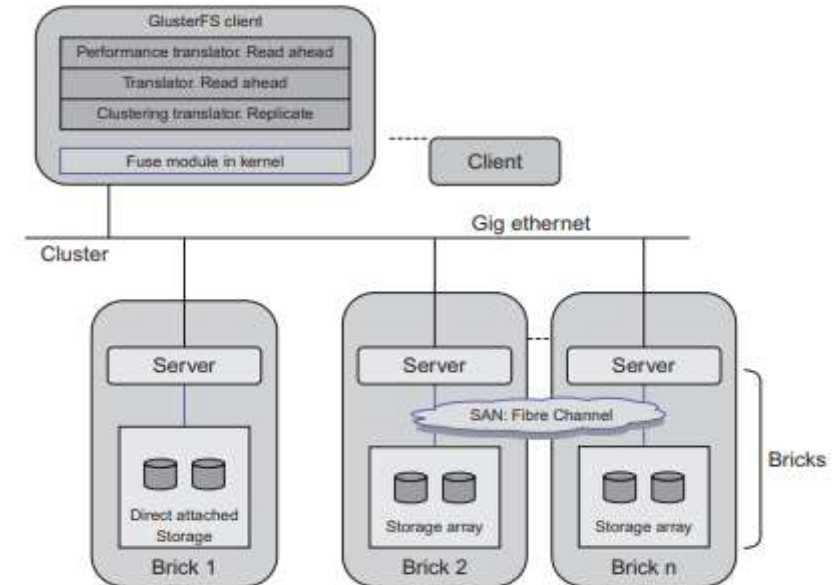 GlusterFS client
Performance translator. Read ahead
Translator. Read ahead
Clustering translator. Replicate
Fuse module in kernel
Client
Gig ethernet
Cluster
Server
Server
Server
SAN: Fibre Channel
Bricks
Direct attached
Storage
Storage array
Storage array
Brick 1
Brick 2
Brick n